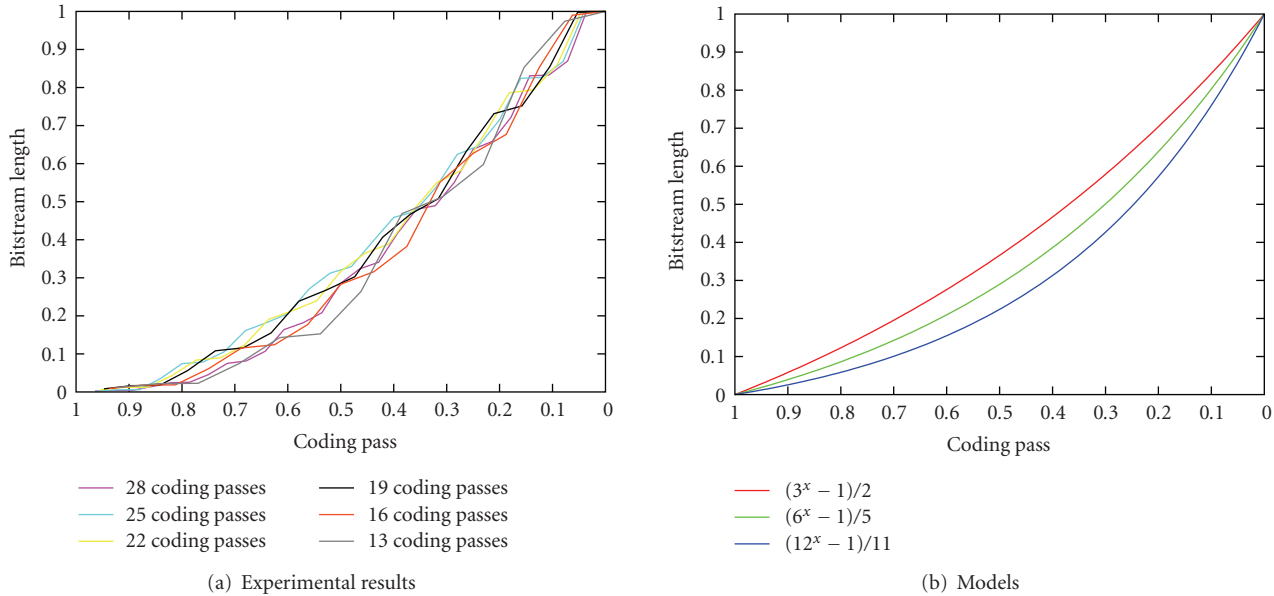 1
0.9
0.8
0.7
0.6
0.5
0.4
0.3
0.2
0.1
0
Bitstream length
1 0.9 0.8 0.7 0.6 0.5 0.4 0.3 0.2 0.1 0
Coding pass
28 coding passes
25 coding passes
22 coding passes
19 coding passes
16 coding passes
13 coding passes
(a) Experimental results
1
0.9
0.8
0.7
0.6
0.5
0.4
0.3
0.2
0.1
0
Bitstream length
1 0.9 0.8 0.7 0.6 0.5 0.4 0.3 0.2 0.1 0
Coding pass
(3^x − 1)/2
(6^x − 1)/5
(12^x − 1)/11
(b) Models